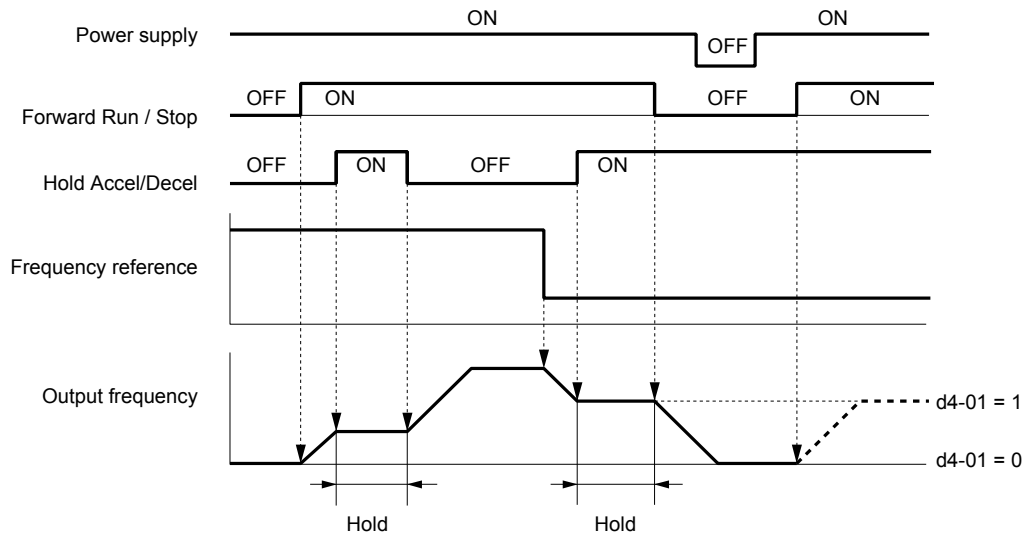 ON ON
Power supply OFF
OFF ON OFF ON
Forward Run / Stop
OFF ON OFF ON
Hold Accel/Decel
Frequency reference
Output frequency
d4-01 = 1
d4-01 = 0
Hold Hold